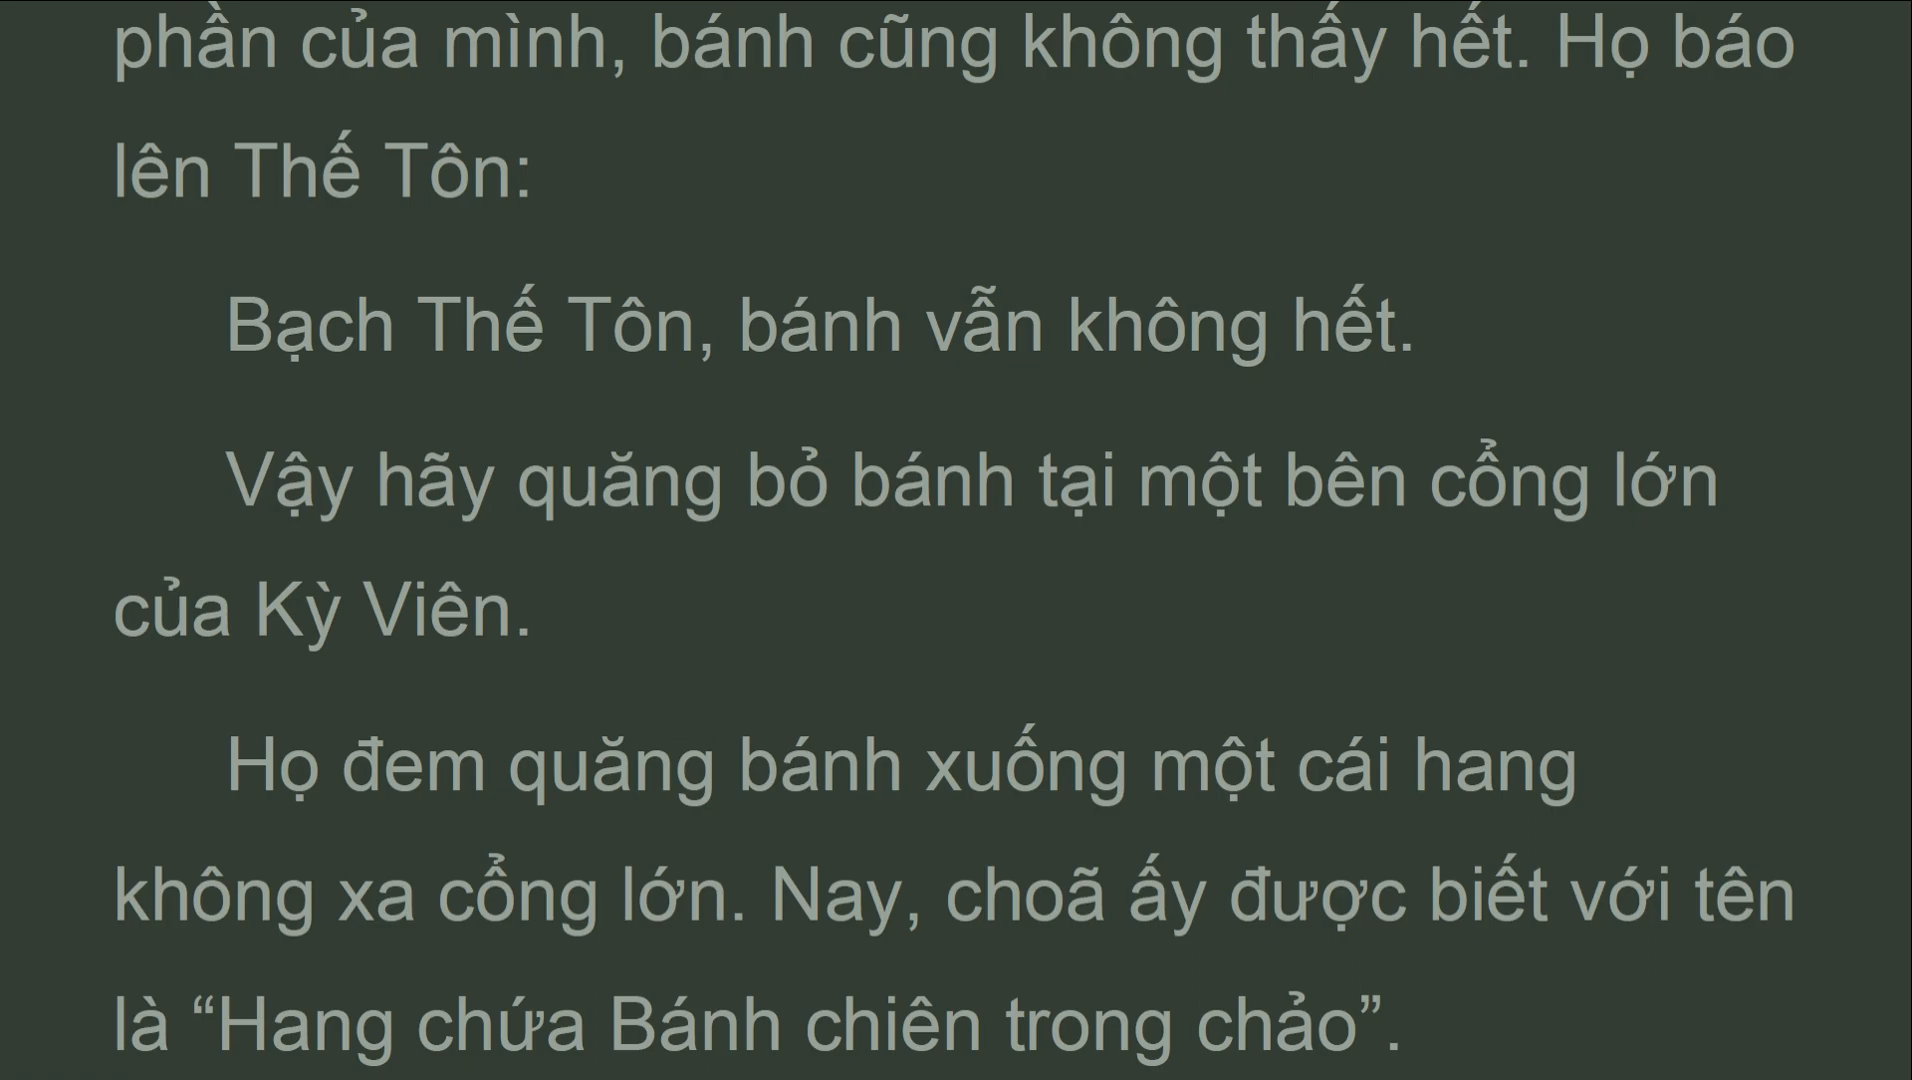 phần của mình, bánh cũng không thấy hết. Họ báo
lên Thế Tôn:
Bạch Thế Tôn, bánh vẫn không hết.
Vậy hãy quăng bỏ bánh tại một bên cổng lớn
của Kỳ Viên.
Họ đem quăng bánh xuống một cái hang
không xa cổng lớn. Nay, choã ấy được biết với tên
là “Hang chứa Bánh chiên trong chảo”.